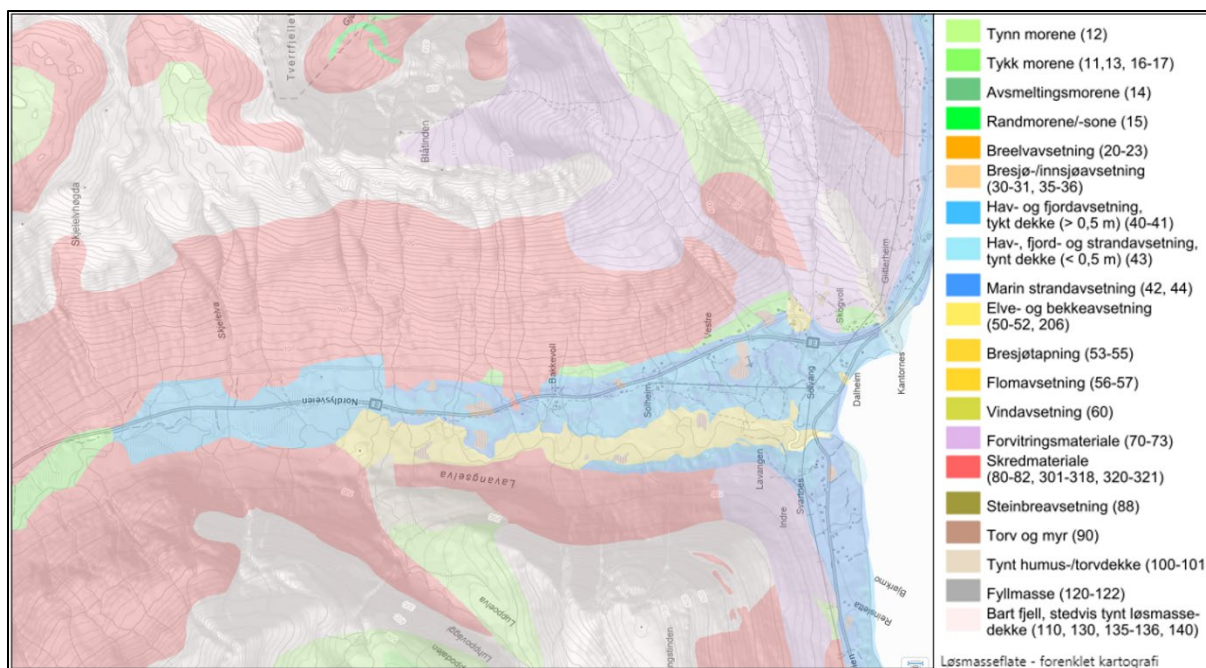 Tverrfjellet
Blåtinden
Skjelelvhøgda
Skjelelva
Glitterheim
Skogvoll
Vestre
Bakkevoll
Solheim
Nordlysveien
Kantornes
Dalheim
Lavangselva
Lavangen
Svartnes
Indre
Bjørkmo
Luppoelva
Tynn morene (12)
Tykk morene (11,13, 16-17)
Avsmeltingsmorene (14)
Randmorene/-sone (15)
Breelvavsetning (20-23)
Bresjø-/innsjøavsetning
(30-31, 35-36)
Hav- og fjordavsetning,
tykt dekke (> 0,5 m) (40-41)
Hav-, fjord- og strandavsetning,
tynt dekke (< 0,5 m) (43)
Marin strandavsetning (42, 44)
Elve- og bekkeavsetning
(50-52, 206)
Bresjøtapning (53-55)
Flomavsetning (56-57)
Vindavsetning (60)
Forvitringsmateriale (70-73)
Skredmateriale
(80-82, 301-318, 320-321)
Steinbreavsetning (88)
Torv og myr (90)
Tynt humus-/torvdekke (100-101
Fyllmasse (120-122)
Bart fjell, stedvis tynt løsmasse-
dekke (110, 130, 135-136, 140)
Løsmasseflate - forenklet kartografi